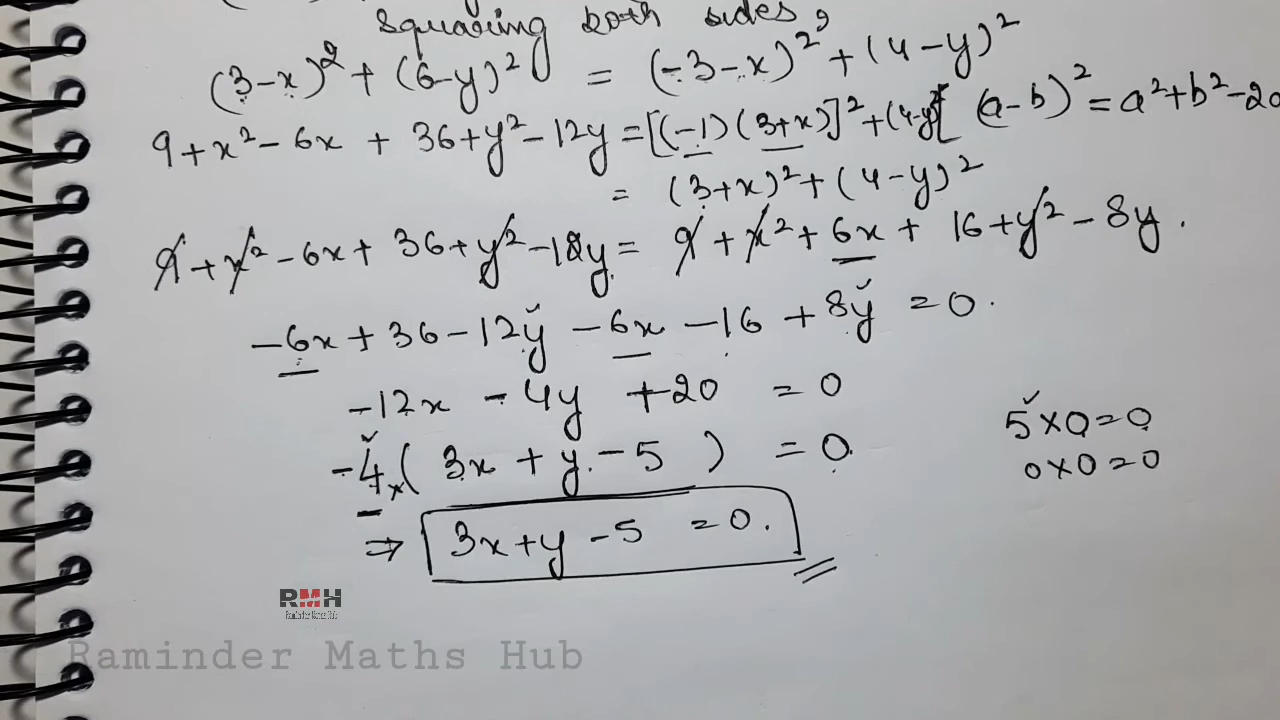 Squaring both sides,
(3-x)² + (6-y)² = (-3-x)² + (4-y)²
9+x²-6x + 36+y²-12y = [(-1)(3+x)]² + (4-y)² (a-b)² = a²+b²-2a
= (3+x)² + (4-y)²
9+x²-6x+36+y²-12y = 9+x²+6x+16+y²-8y.
-6x+36-12y-6x-16+8y = 0.
-12x-4y+20 = 0
5×0=0
-4×(3x+y-5) = 0.
0×0=0
⇒ 3x+y-5 = 0.
RMH
Raminder Maths Hub